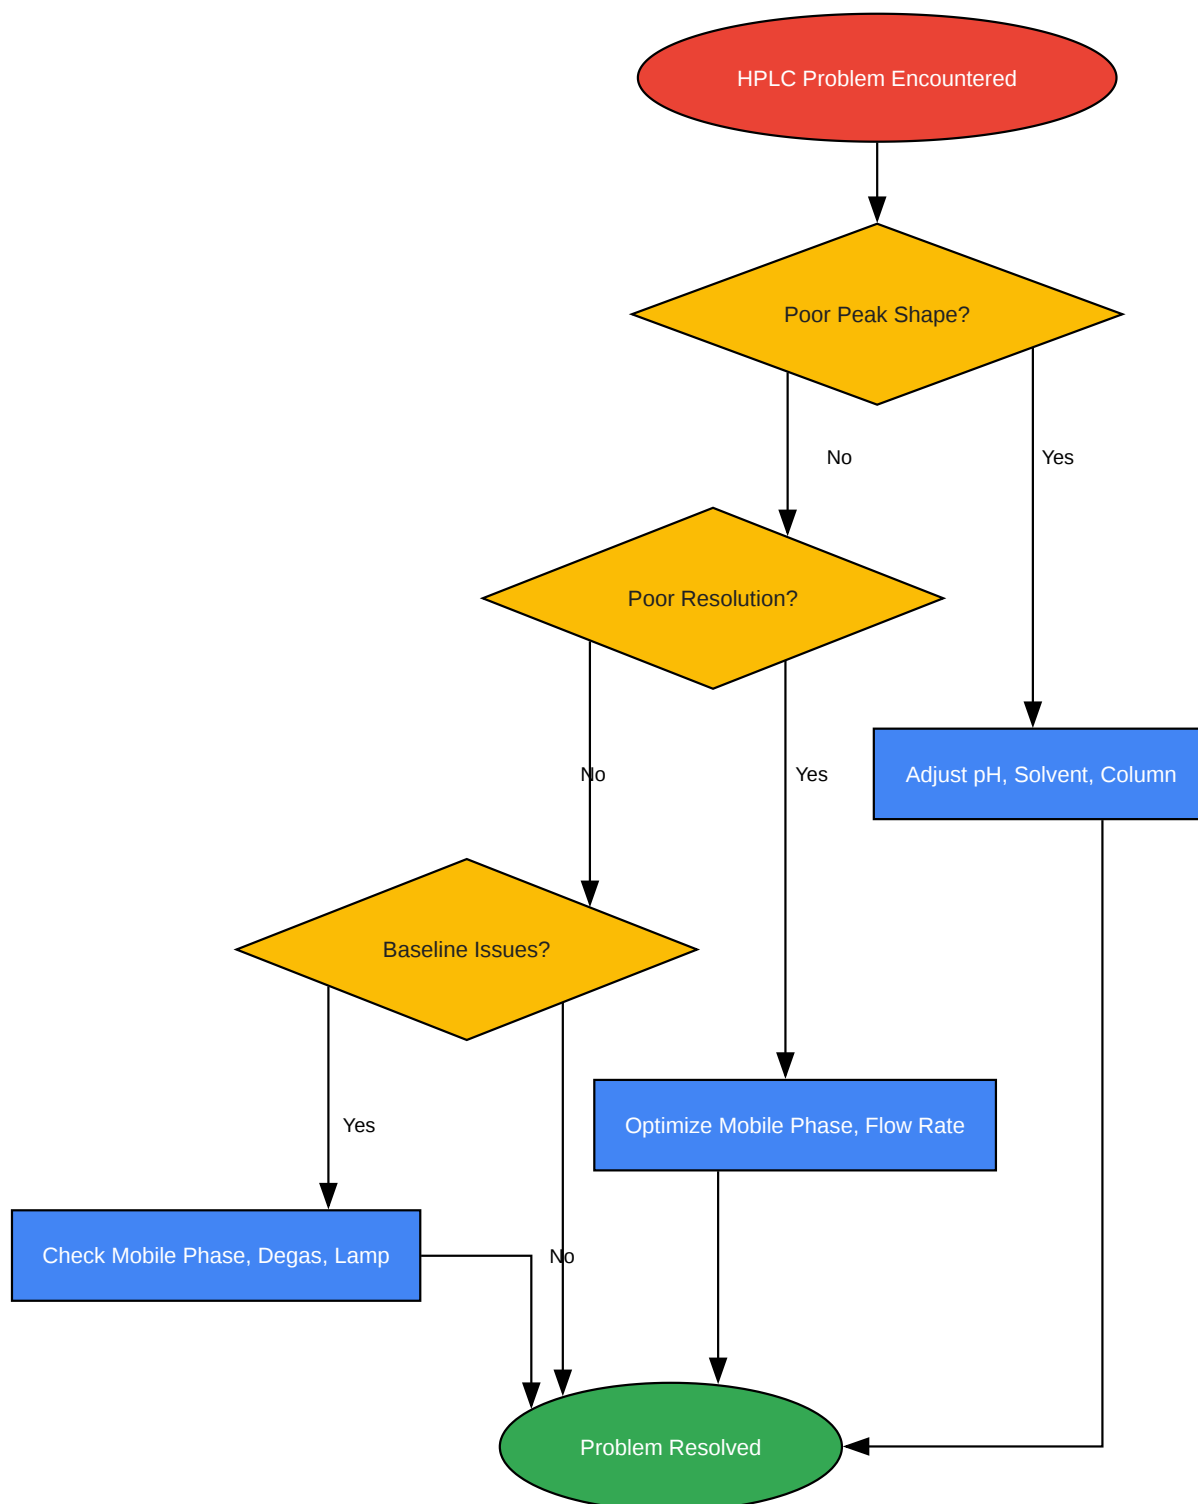 HPLC Problem Encountered
Poor Peak Shape?
No
Yes
Poor Resolution?
No
Yes
Adjust pH, Solvent, Column
Baseline Issues?
Yes
Optimize Mobile Phase, Flow Rate
Check Mobile Phase, Degas, Lamp
No
Problem Resolved